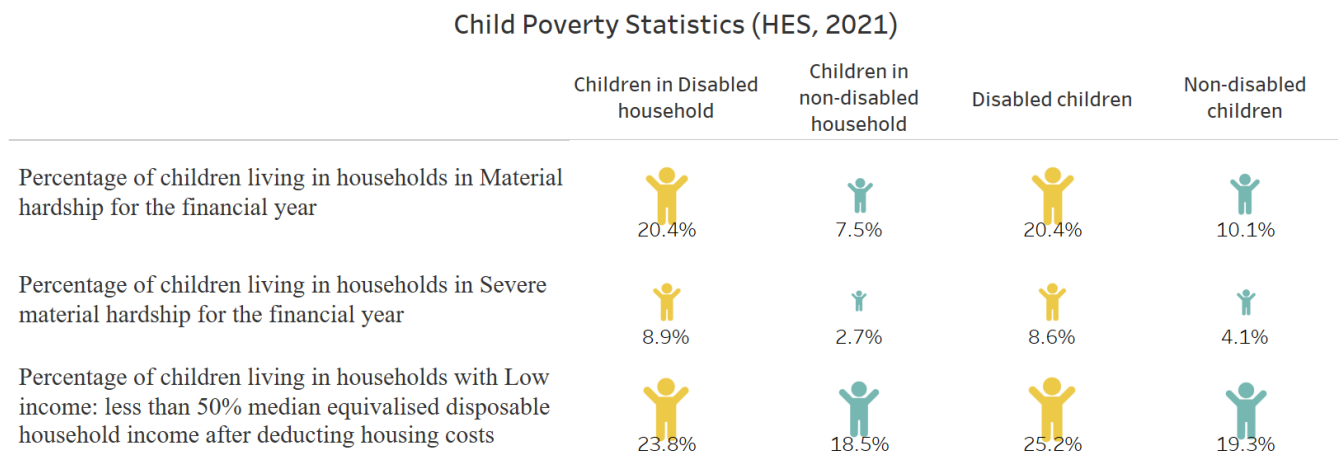 Child Poverty Statistics (HES, 2021)
Children in Disabled
household
Children in
non-disabled
household
Disabled children
Non-disabled
children
Percentage of children living in households in Material
hardship for the financial year
20.4%
7.5%
20.4%
10.1%
Percentage of children living in households in Severe
material hardship for the financial year
8.9%
2.7%
8.6%
4.1%
Percentage of children living in households with Low
income: less than 50% median equivalised disposable
household income after deducting housing costs
23.8%
18.5%
25.2%
19.3%